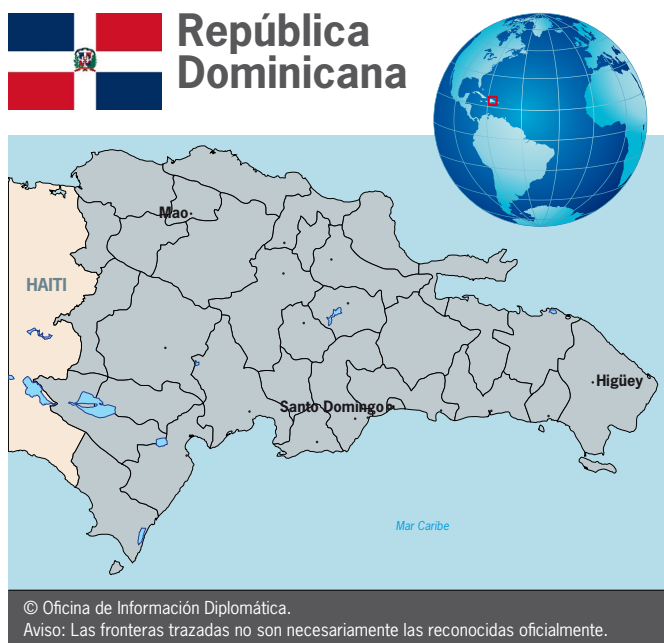 República
Dominicana
Mao
HAITI
Higüey
Santo Domingo
Mar Caribe
© Oficina de Información Diplomática.
Aviso: Las fronteras trazadas no son necesariamente las reconocidas oficialmente.